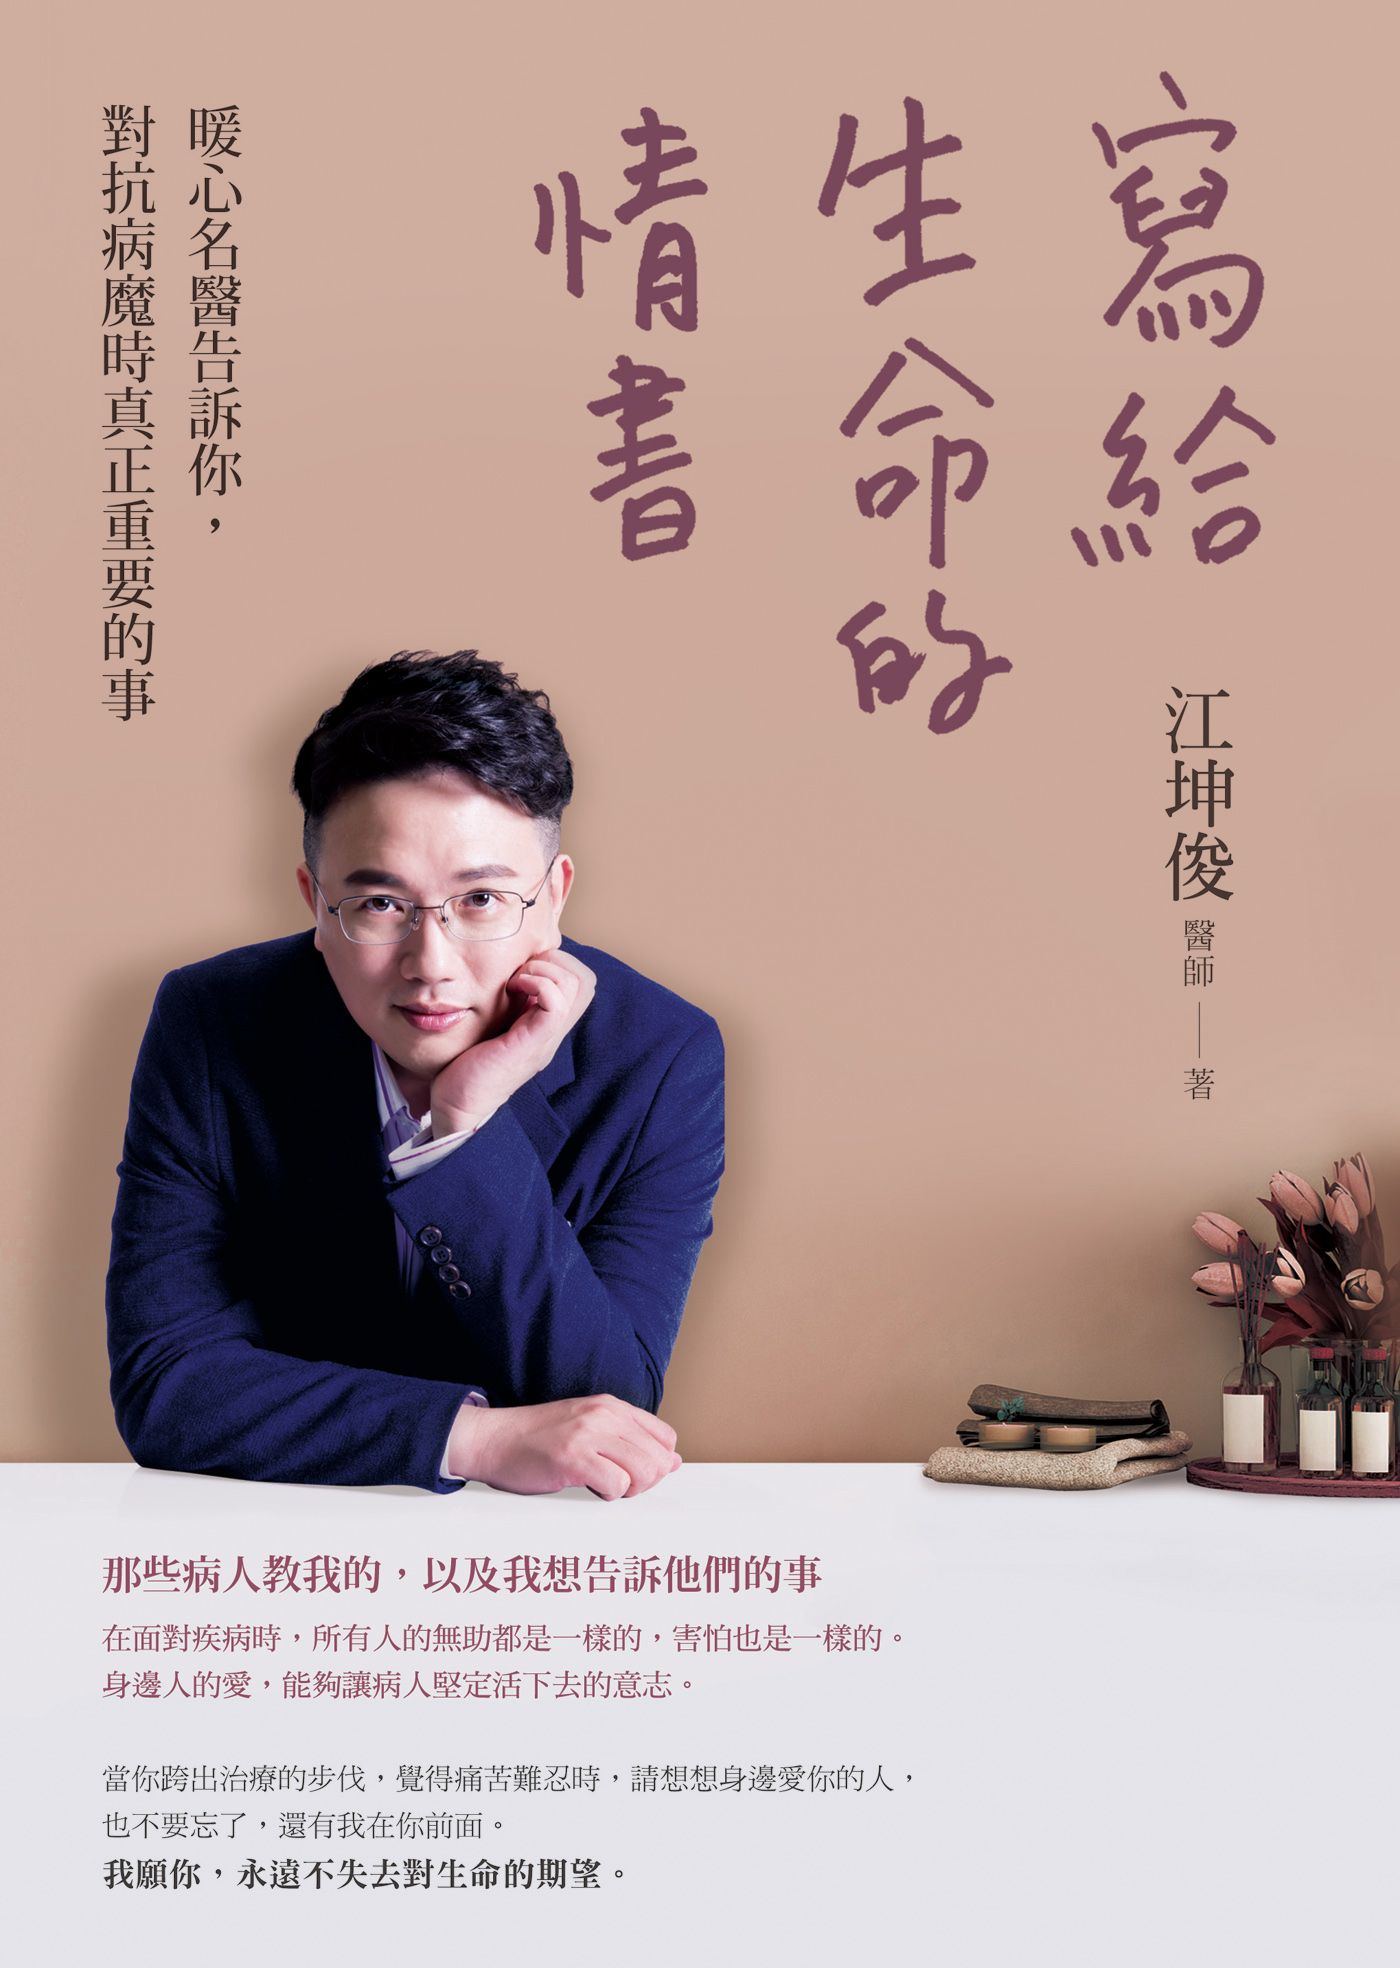 寫給
生命的
情書
江坤俊醫師——著
暖心名醫告訴你，
對抗病魔時真正重要的事
那些病人教我的，以及我想告訴他們的事
在面對疾病時，所有人的無助都是一樣的，害怕也是一樣的。
身邊人的愛，能夠讓病人堅定活下去的意志。
當你跨出治療的步伐，覺得痛苦難忍時，請想想身邊愛你的人，
也不要忘了，還有我在你前面。
我願你，永遠不失去對生命的期望。